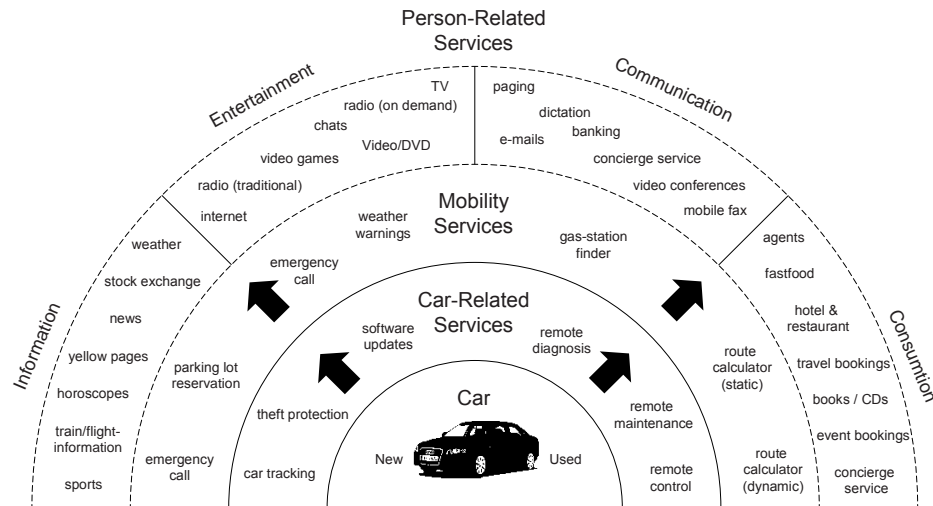 Person-Related
Services
Entertainment
Communication
TV
radio (on demand)
chats
Video/DVD
video games
radio (traditional)
internet
paging
dictation
banking
e-mails
concierge service
video conferences
mobile fax
Information
weather
stock exchange
news
yellow pages
horoscopes
train/flight-
information
sports
Consumtion
agents
fastfood
hotel &
restaurant
travel bookings
books / CDs
event bookings
concierge
service
Mobility
Services
weather
warnings
emergency
call
gas-station
finder
parking lot
reservation
emergency
call
route
calculator
(static)
route
calculator
(dynamic)
Car-Related
Services
software
updates
remote
diagnosis
theft protection
car tracking
remote
maintenance
remote
control
Car
New
Used